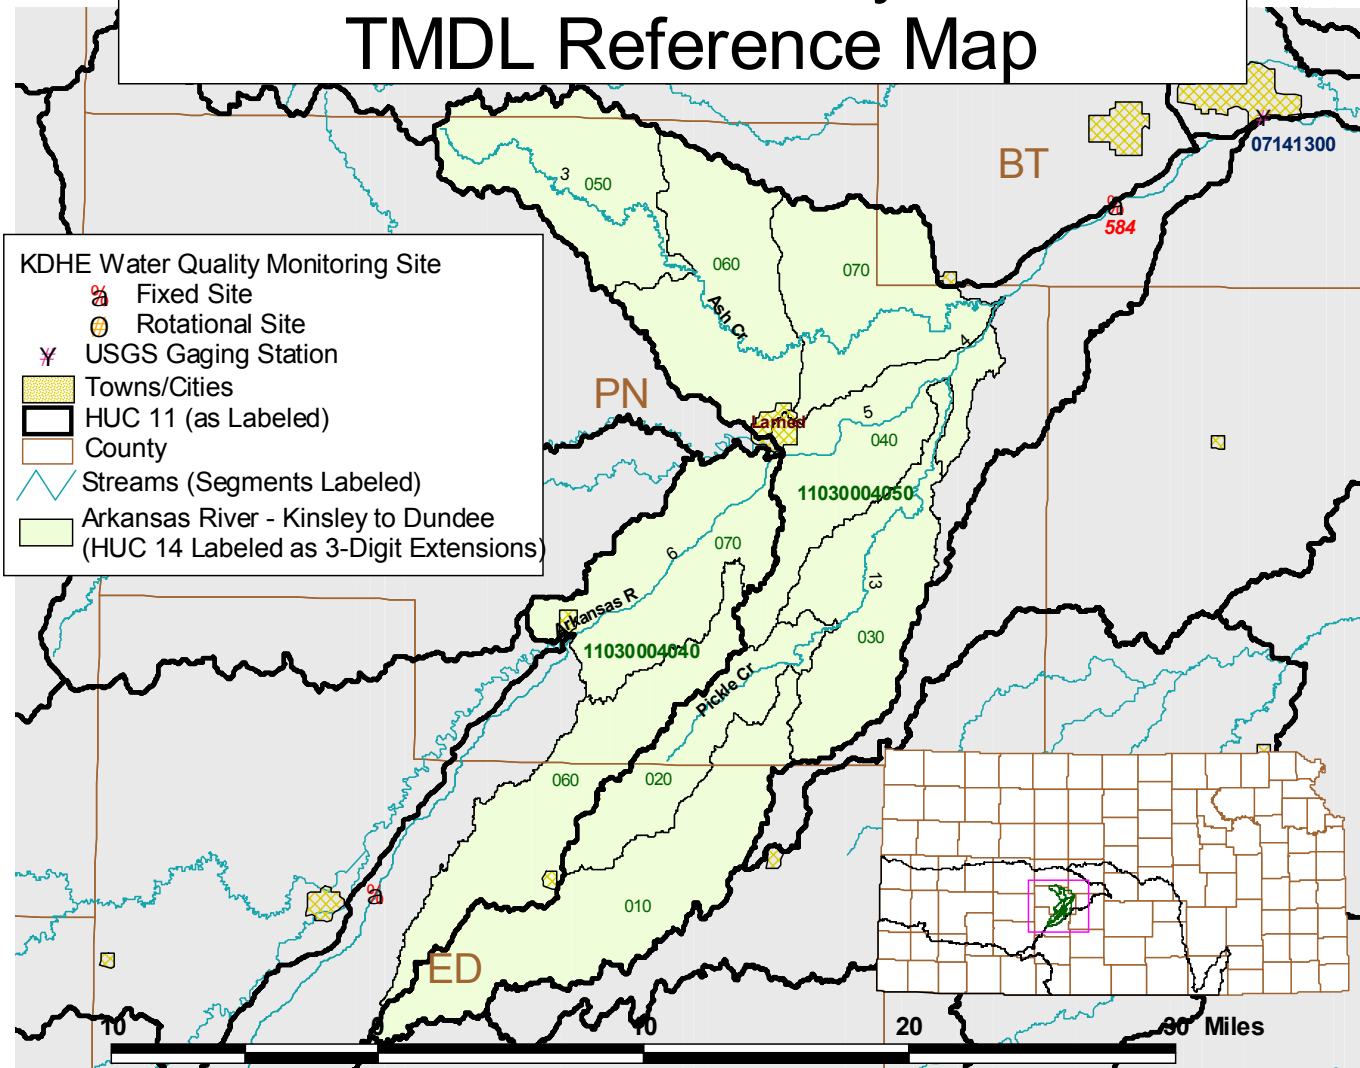 TMDL Reference Map
BT
07141300
584
3
050
060
070
KDHE Water Quality Monitoring Site
Fixed Site
Rotational Site
USGS Gaging Station
Towns/Cities
HUC 11 (as Labeled)
County
Streams (Segments Labeled)
Arkansas River - Kinsley to Dundee
(HUC 14 Labeled as 3-Digit Extensions)
Ash Cr
4
PN
Larned
5
040
11030004050
6
070
13
Arkansas R
030
11030004040
Pickle Cr
060
020
010
ED
10
0
10
20
30 Miles